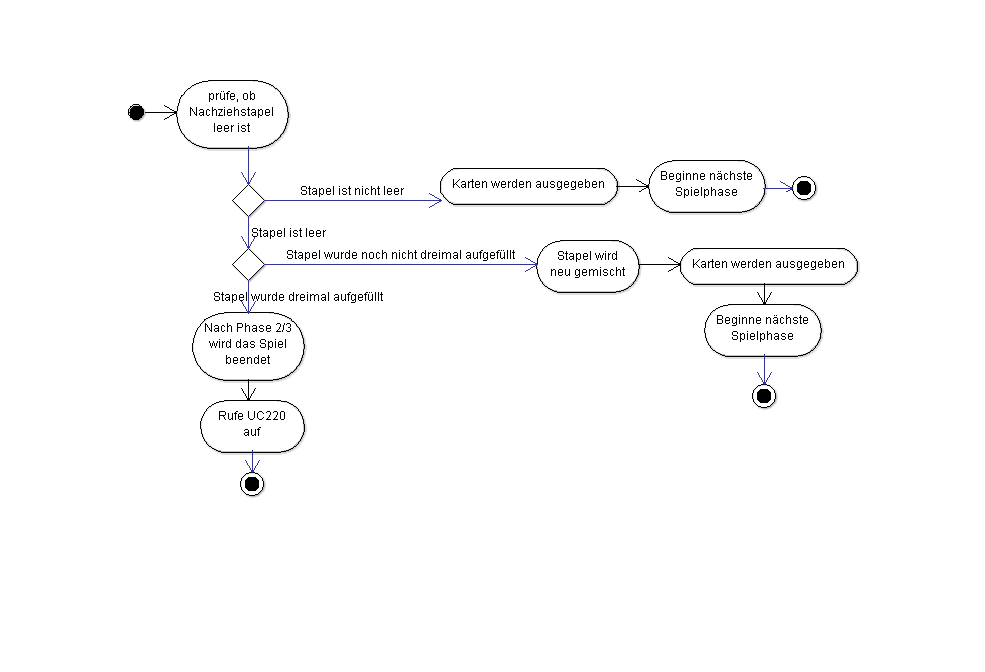 prüfe, ob
Nachziehstapel
leer ist
Stapel ist nicht leer
Karten werden ausgegeben
Beginne nächste
Spielphase
Stapel ist leer
Stapel wurde noch nicht dreimal aufgefüllt
Stapel wird
neu gemischt
Karten werden ausgegeben
Stapel wurde dreimal aufgefüllt
Beginne nächste
Spielphase
Nach Phase 2/3
wird das Spiel
beendet
Rufe UC220
auf